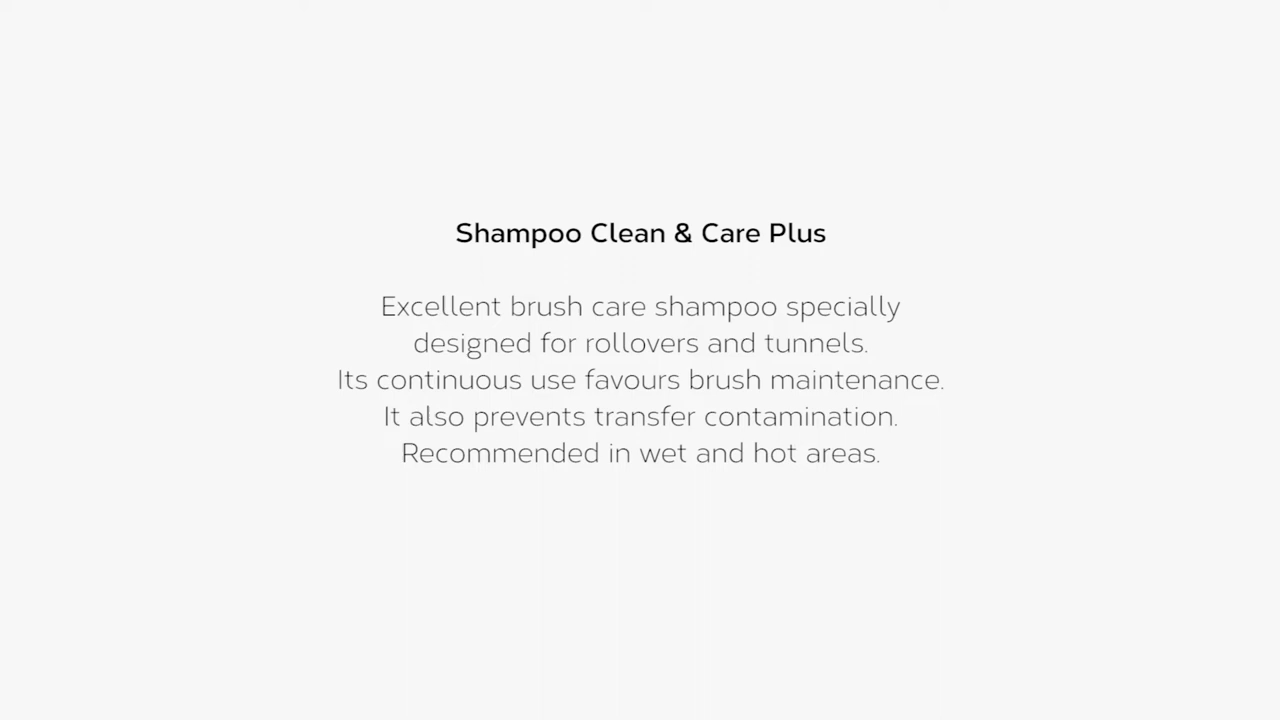 Shampoo Clean & Care Plus
Excellent brush care shampoo specially
designed for rollovers and tunnels.
Its continuous use favours brush maintenance.
It also prevents transfer contamination.
Recommended in wet and hot areas.